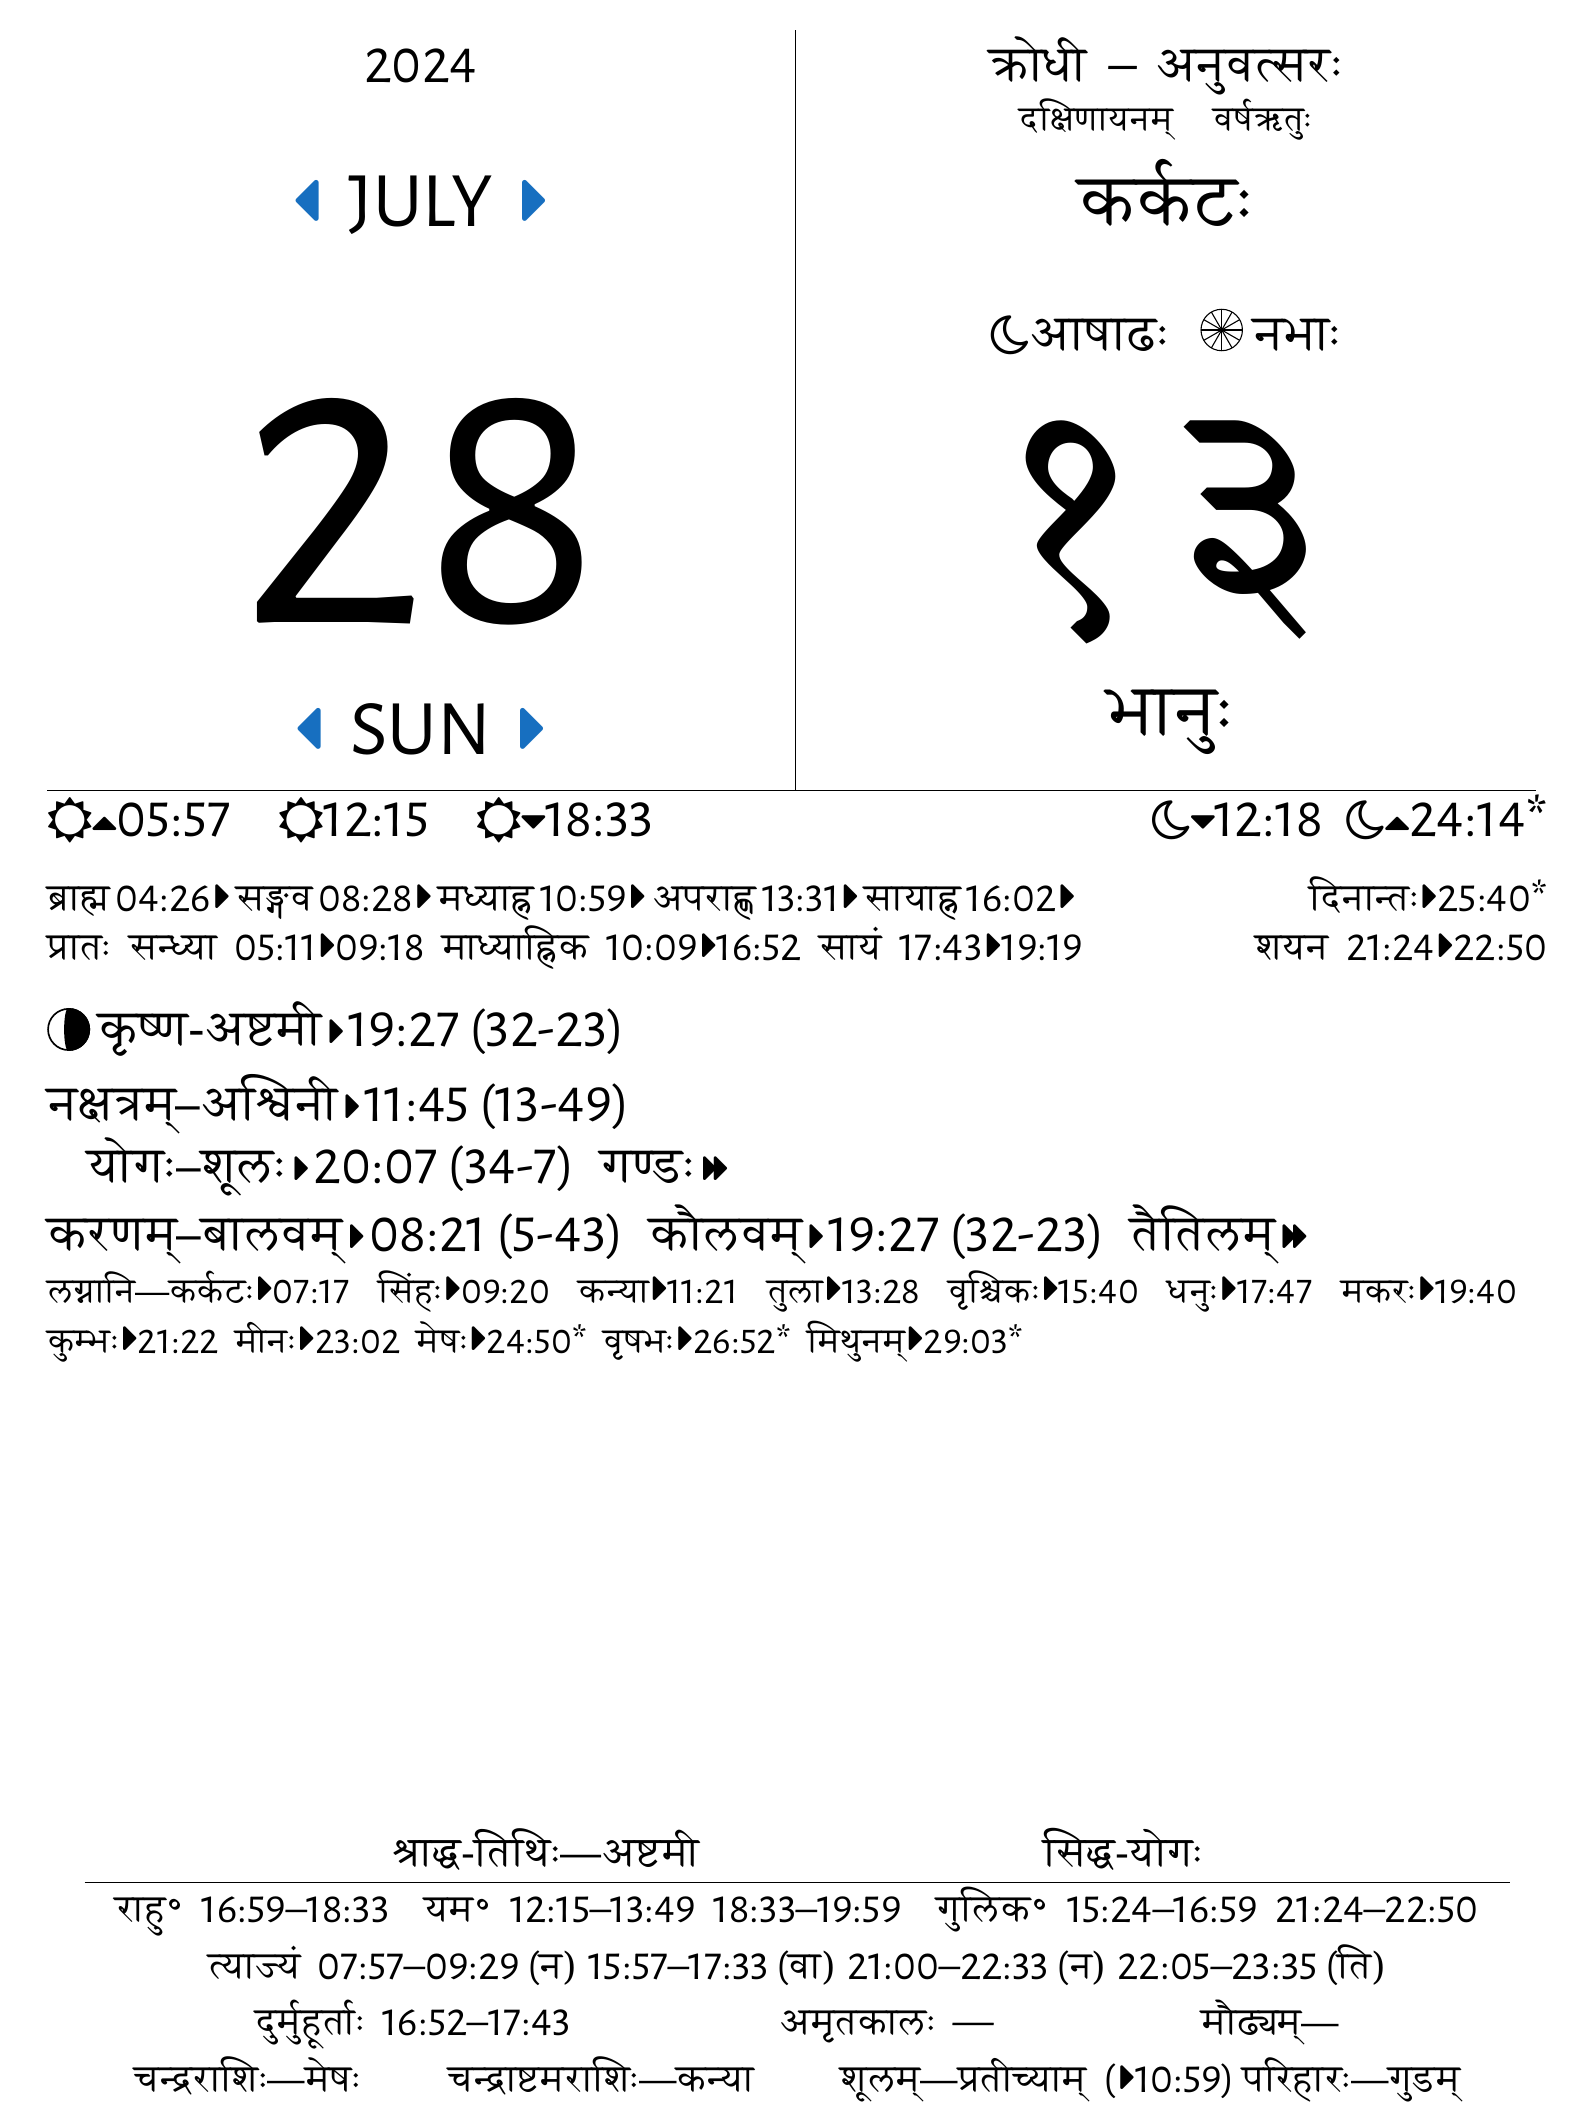 2024
JULY
28
SUN
क्रोधी – अनुवत्सरः
दक्षिणायनम् वर्षऋतुः
कर्कटः
आषाढः नभाः
१३
भानुः
05:57 12:15 18:33 12:18 24:14*
ब्राह्म 04:26 सङ्गव 08:28 मध्याह्न 10:59 अपराह्ण 13:31 सायाह्न 16:02 दिनान्तः 25:40*
प्रातः सन्ध्या 05:11 09:18 माध्याह्निक 10:09 16:52 सायं 17:43 19:19 शयन 21:24 22:50
कृष्ण-अष्टमी 19:27 (32-23)
नक्षत्रम्–अश्विनी 11:45 (13-49)
योगः–शूलः 20:07 (34-7) गण्डः
करणम्–बालवम् 08:21 (5-43) कौलवम् 19:27 (32-23) तैतिलम्
लग्नानि—कर्कटः 07:17 सिंहः 09:20 कन्या 11:21 तुला 13:28 वृश्चिकः 15:40 धनुः 17:47 मकरः 19:40
कुम्भः 21:22 मीनः 23:02 मेषः 24:50* वृषभः 26:52* मिथुनम् 29:03*
श्राद्ध-तिथिः—अष्टमी सिद्ध-योगः
राहु॰ 16:59–18:33 यम॰ 12:15–13:49 18:33–19:59 गुलिक॰ 15:24–16:59 21:24–22:50
त्याज्यं 07:57–09:29 (न) 15:57–17:33 (वा) 21:00–22:33 (न) 22:05–23:35 (ति)
दुर्मुहूर्ताः 16:52–17:43 अमृतकालः — मौढ्यम्—
चन्द्रराशिः—मेषः चन्द्राष्टमराशिः—कन्या शूलम्—प्रतीच्याम् (10:59) परिहारः—गुडम्